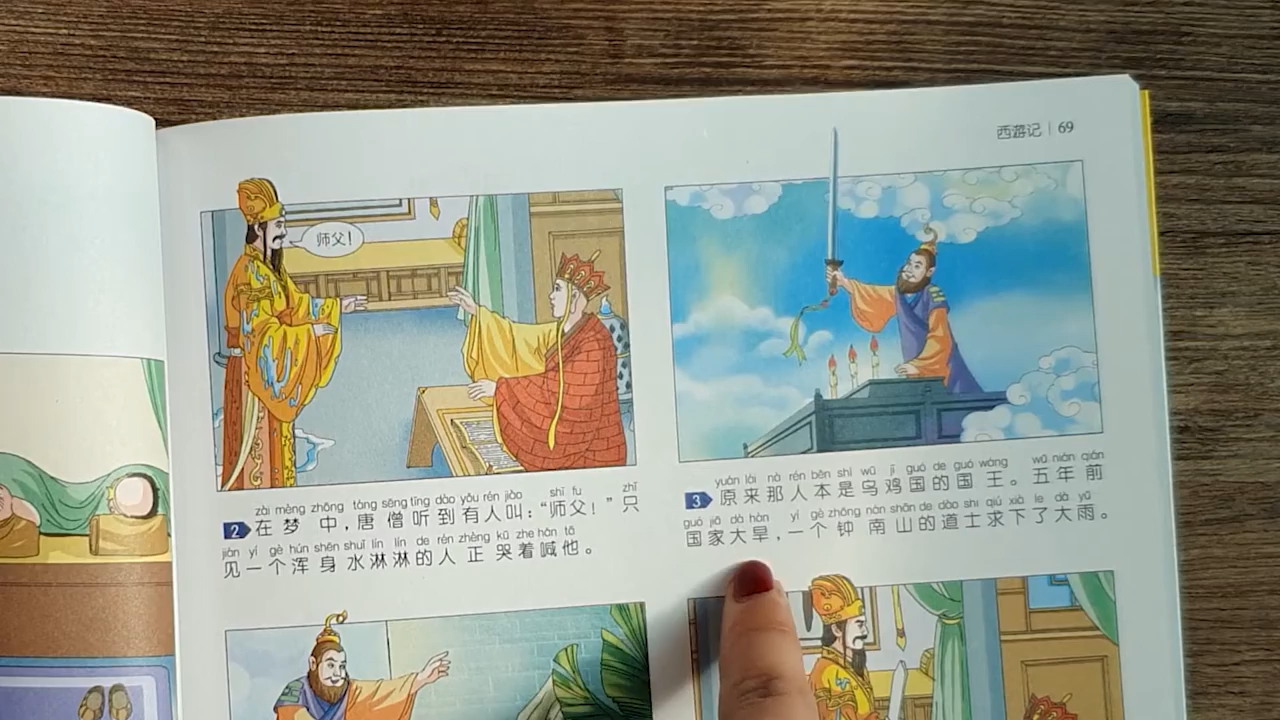 西游记 | 69
师父！
zài mèng zhōng táng sēng tīng dào yǒu rén jiào shī fu zhǐ
2 在梦中，唐僧听到有人叫：“师父！”只
jiàn yí gè hún shēn shuǐ lín lín de rén zhèng kū zhe hǎn tā
见一个浑身水淋淋的人正哭着喊他。
yuán lái nà rén běn shì wū jī guó de guó wáng wǔ nián qián
3 原来那人本是乌鸡国的国王。五年前
guó jiā dà hàn yí gè zhōng nán shān de dào shi qiú xià le dà yǔ
国家大旱，一个钟南山的道士求下了大雨。